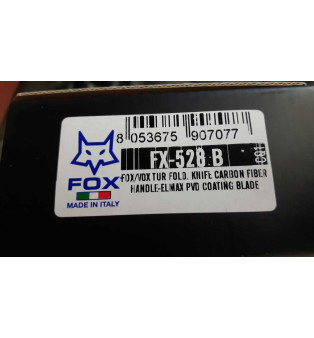 8 053675 907077
FX-528 B
FOX/VOX TUR FOLD. KNIFE CARBON FIBER
HANDLE-ELMAX PVD COATING BLADE
FOX
MADE IN ITALY